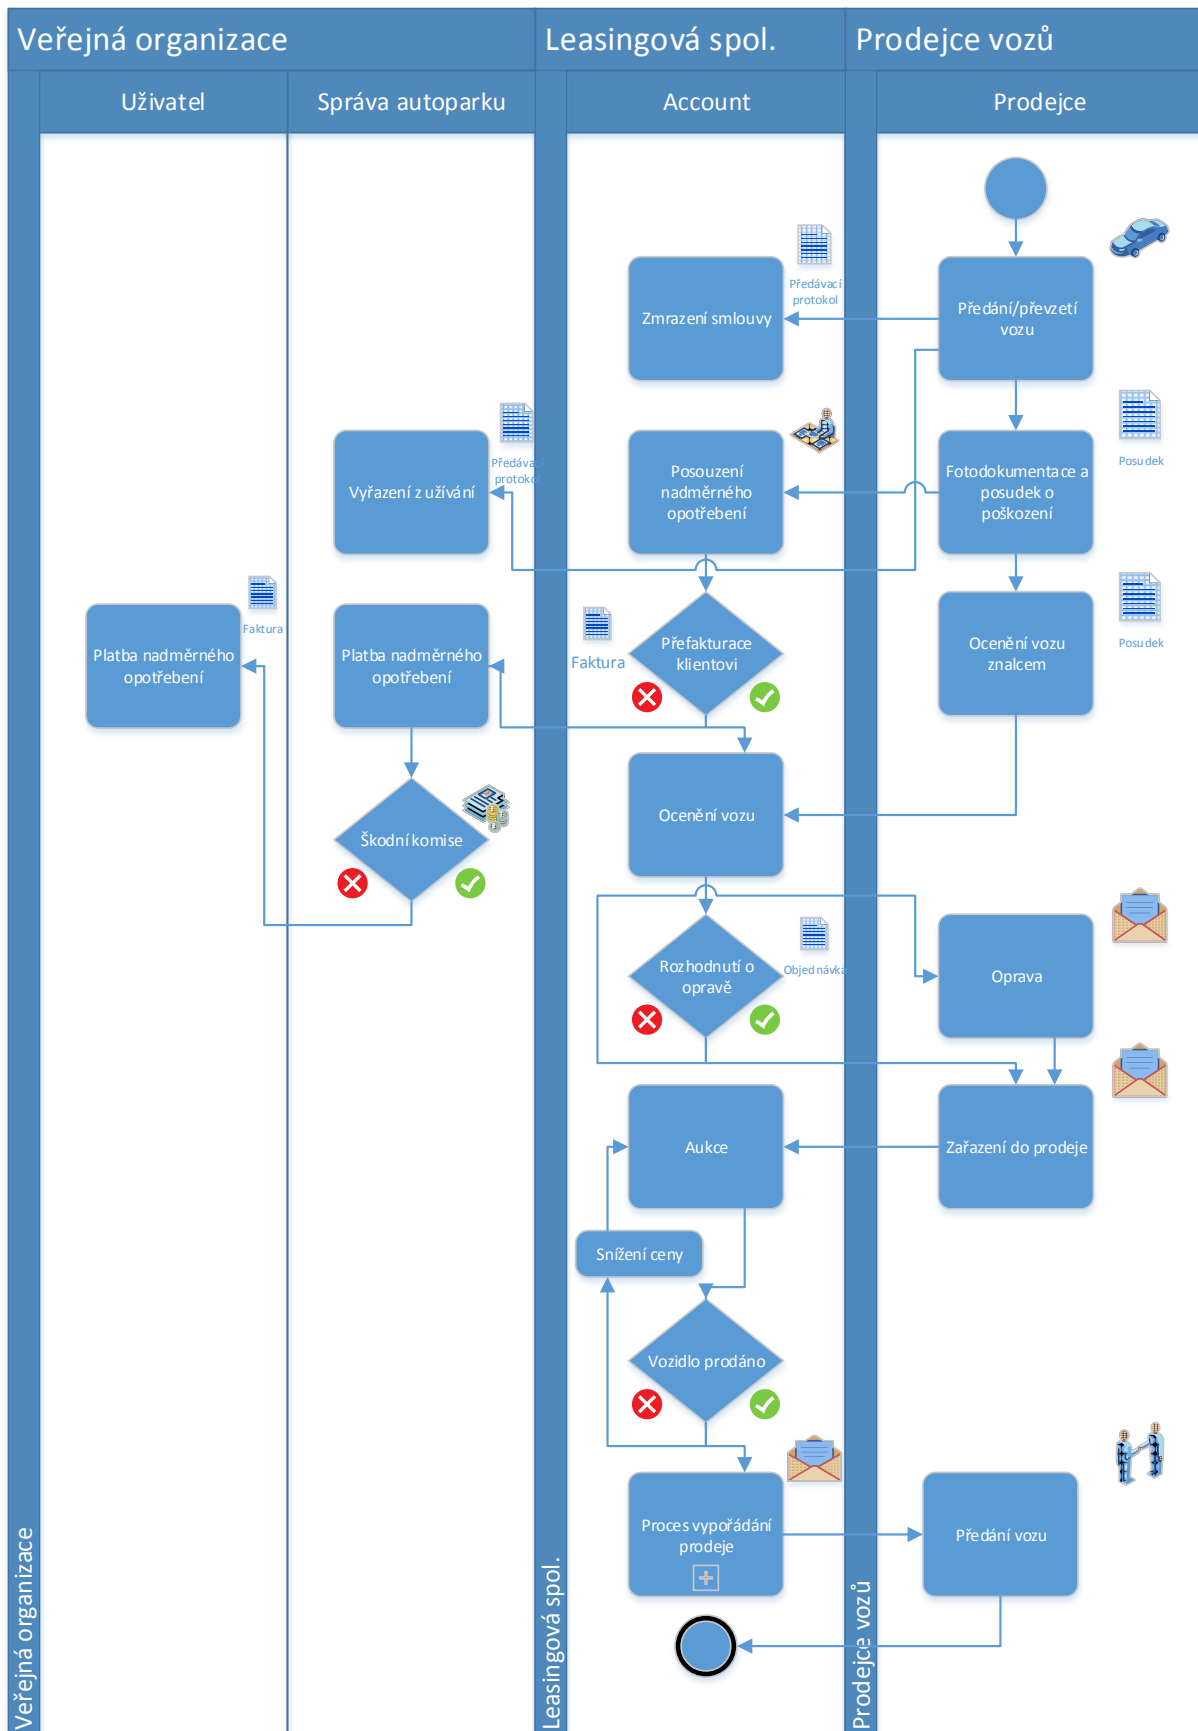 Veřejná organizace
Leasingová spol.
Prodejce vozů
Uživatel
Správa autoparku
Account
Prodejce
Předávací
protokol
Zmrazení smlouvy
Předání/převzetí
vozu
Předávací
protokol
Vyřazení z užívání
Posouzení
nadměrného
opotřebení
Fotodokumentace a
posudek o
poškození
Posudek
Faktura
Platba nadměrného
opotřebení
Platba nadměrného
opotřebení
Faktura
Přefakturace
klientovi
Ocenění vozu
znalcem
Posudek
Škodní komise
Ocenění vozu
Rozhodnutí o
opravě
Objednávka
Oprava
Aukce
Zařazení do prodeje
Snížení ceny
Vozidlo prodáno
Proces vypořádání
prodeje
Předání vozu
Veřejná organizace
Leasingová spol.
Prodejce vozů